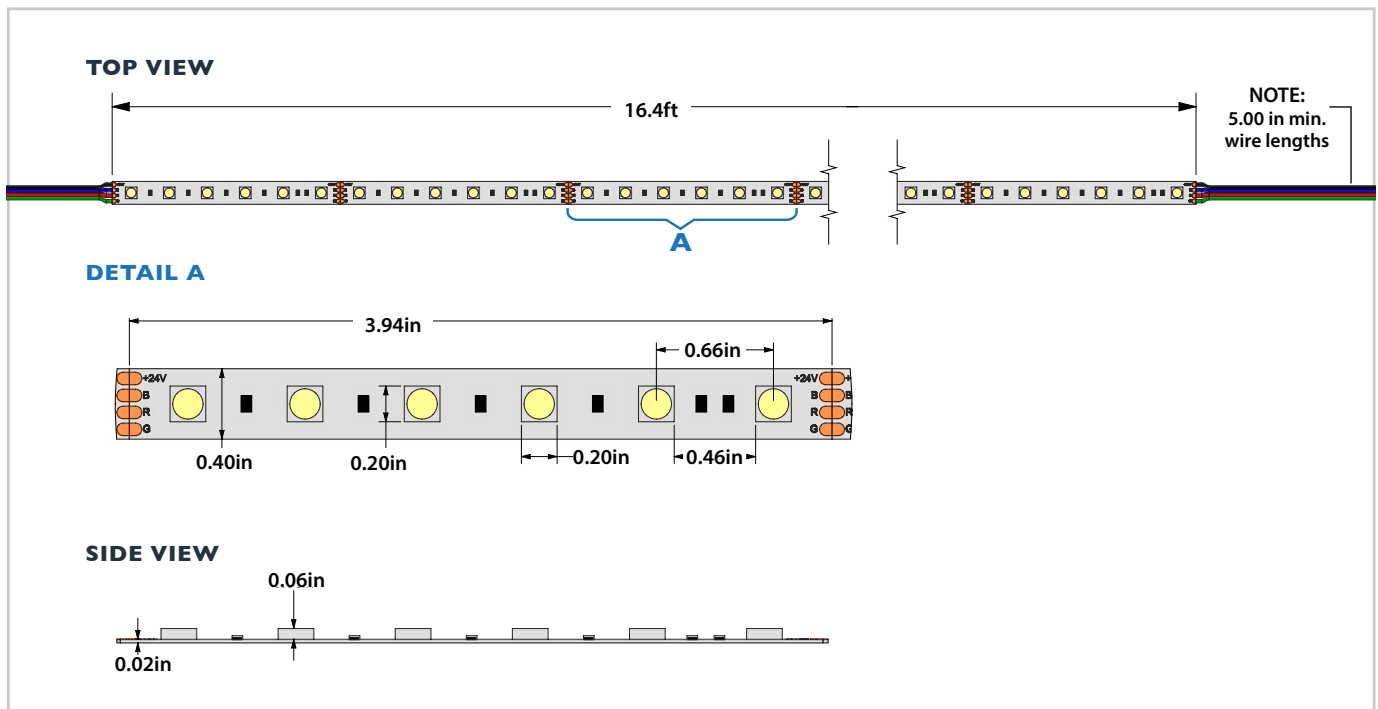 TOP VIEW
16.4ft
NOTE:
5.00 in min.
wire lengths
A
DETAIL A
3.94in
0.66in
+24V
B
R
G
+24V +
B B
R R
G G
0.40in
0.20in
0.20in
0.46in
SIDE VIEW
0.06in
0.02in